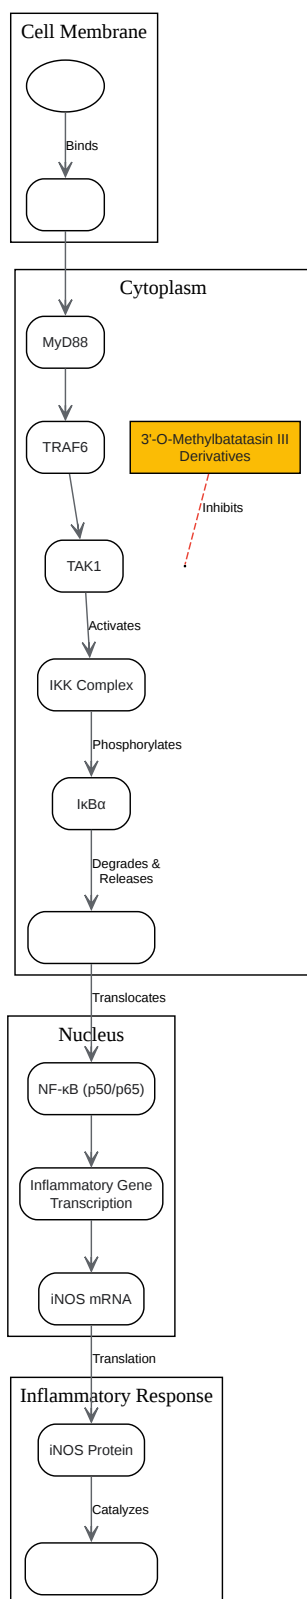 Cell Membrane
Binds
Cytoplasm
MyD88
TRAF6
3'-O-Methylbatatasin III
Derivatives
Inhibits
TAK1
Activates
IKK Complex
Phosphorylates
IκBα
Degrades &
Releases
Translocates
Nucleus
NF-κB (p50/p65)
Inflammatory Gene
Transcription
iNOS mRNA
Translation
Inflammatory Response
iNOS Protein
Catalyzes